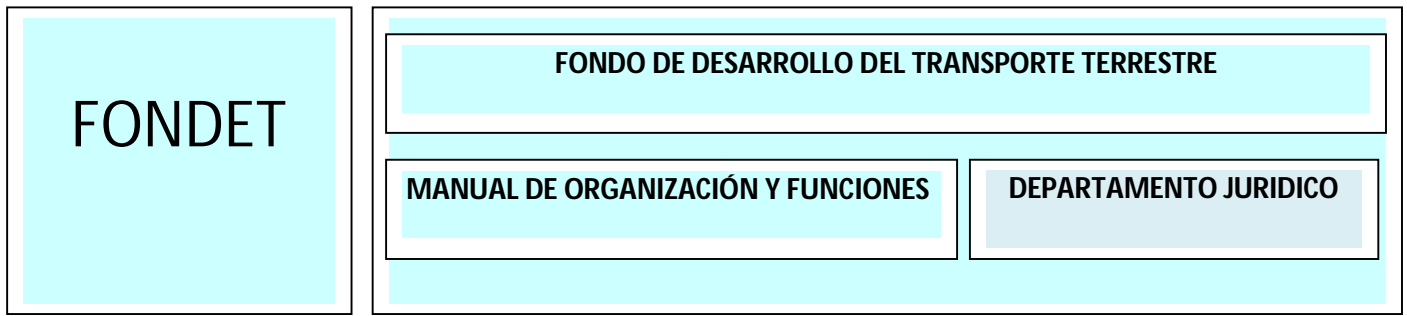 FONDET
FONDO DE DESARROLLO DEL TRANSPORTE TERRESTRE
MANUAL DE ORGANIZACIÓN Y FUNCIONES
DEPARTAMENTO JURIDICO